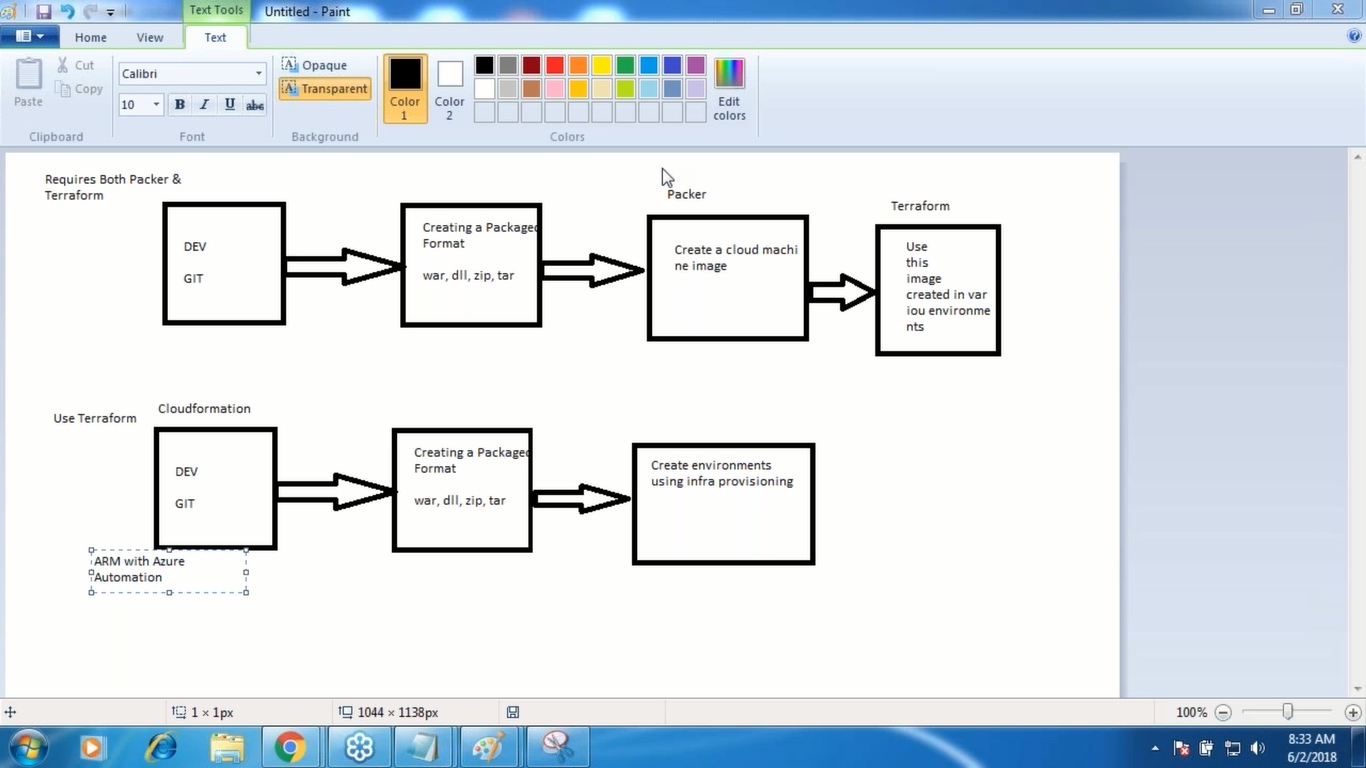 Text Tools
Untitled - Paint
Home
View
Text
Paste
Cut
Copy
Clipboard
Calibri
10
B I U abc
Font
Opaque
Transparent
Background
Color
1
Color
2
Edit
colors
Colors
Requires Both Packer &
Terraform
DEV
GIT
Creating a Packaged
Format
war, dll, zip, tar
Packer
Create a cloud machi
ne image
Terraform
Use
this
image
created in var
iou environme
nts
Use Terraform
Cloudformation
DEV
GIT
Creating a Packaged
Format
war, dll, zip, tar
Create environments
using infra provisioning
ARM with Azure
Automation
1 × 1px
1044 × 1138px
100%
8:33 AM
6/2/2018